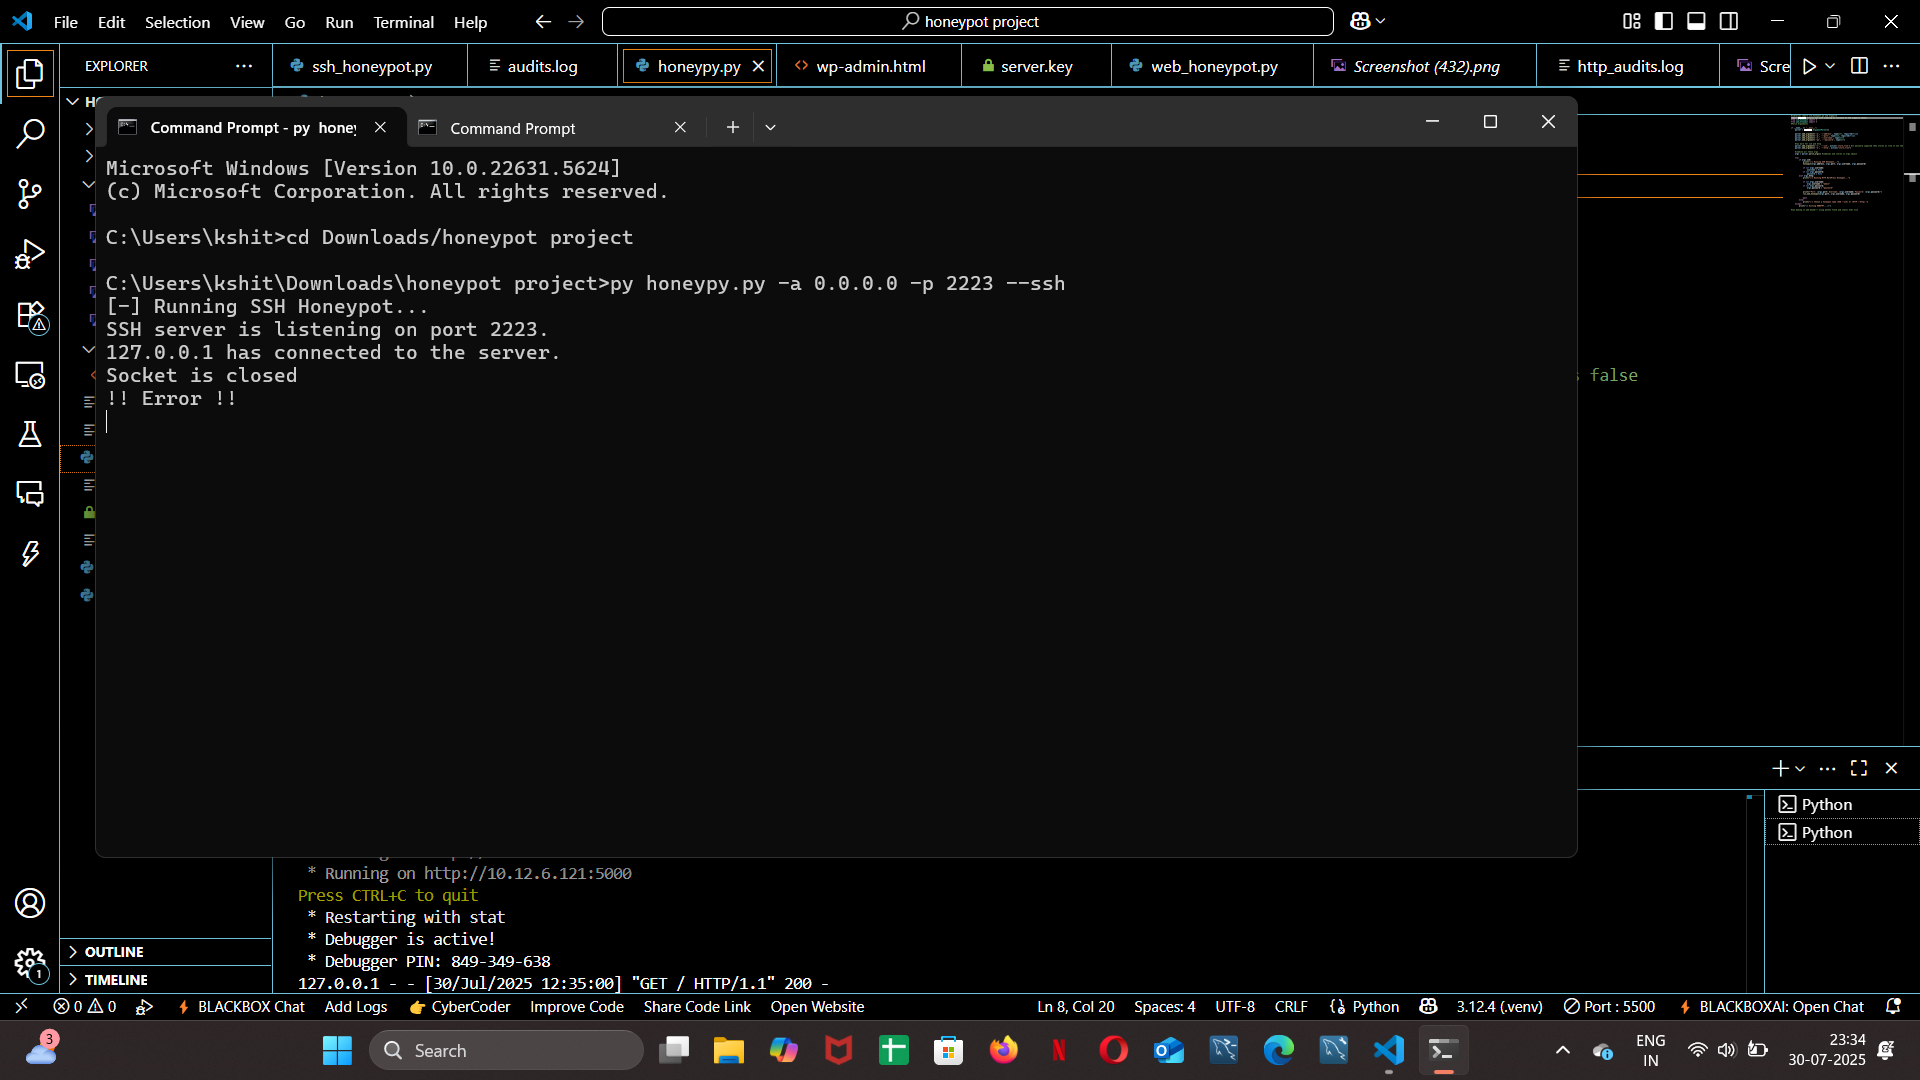 File Edit Selection View Go Run Terminal Help
honeypot project
EXPLORER
ssh_honeypot.py
audits.log
honeypy.py
wp-admin.html
server.key
web_honeypot.py
Screenshot (432).png
http_audits.log
Scre
Command Prompt - py honey
Command Prompt
Microsoft Windows [Version 10.0.22631.5624]
(c) Microsoft Corporation. All rights reserved.
C:\Users\kshit>cd Downloads/honeypot project
C:\Users\kshit\Downloads\honeypot project>py honeypy.py -a 0.0.0.0 -p 2223 --ssh
[-] Running SSH Honeypot...
SSH server is listening on port 2223.
127.0.0.1 has connected to the server.
Socket is closed
!! Error !!
false
Python
Python
* Running on http://10.12.6.121:5000
Press CTRL+C to quit
* Restarting with stat
* Debugger is active!
* Debugger PIN: 849-349-638
127.0.0.1 - - [30/Jul/2025 12:35:00] "GET / HTTP/1.1" 200 -
OUTLINE
TIMELINE
1
0 0 BLACKBOX Chat Add Logs CyberCoder Improve Code Share Code Link Open Website
Ln 8, Col 20 Spaces: 4 UTF-8 CRLF Python 3.12.4 (.venv) Port : 5500 BLACKBOXAI: Open Chat
3
Search
ENG
IN
23:34
30-07-2025